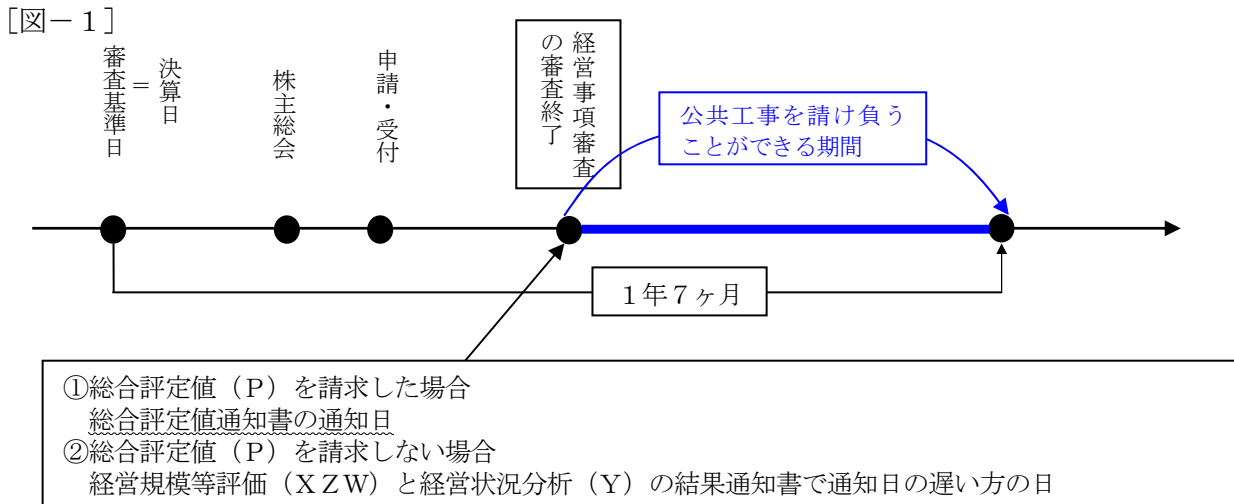 ［図－１］
審査基準日
＝
決算日
株主総会
申請・受付
経営事項審査
の審査終了
公共工事を請け負う
ことができる期間
１年７ヶ月
①総合評定値（Ｐ）を請求した場合
総合評定値通知書の通知日
②総合評定値（Ｐ）を請求しない場合
経営規模等評価（ＸＺＷ）と経営状況分析（Ｙ）の結果通知書で通知日の遅い方の日